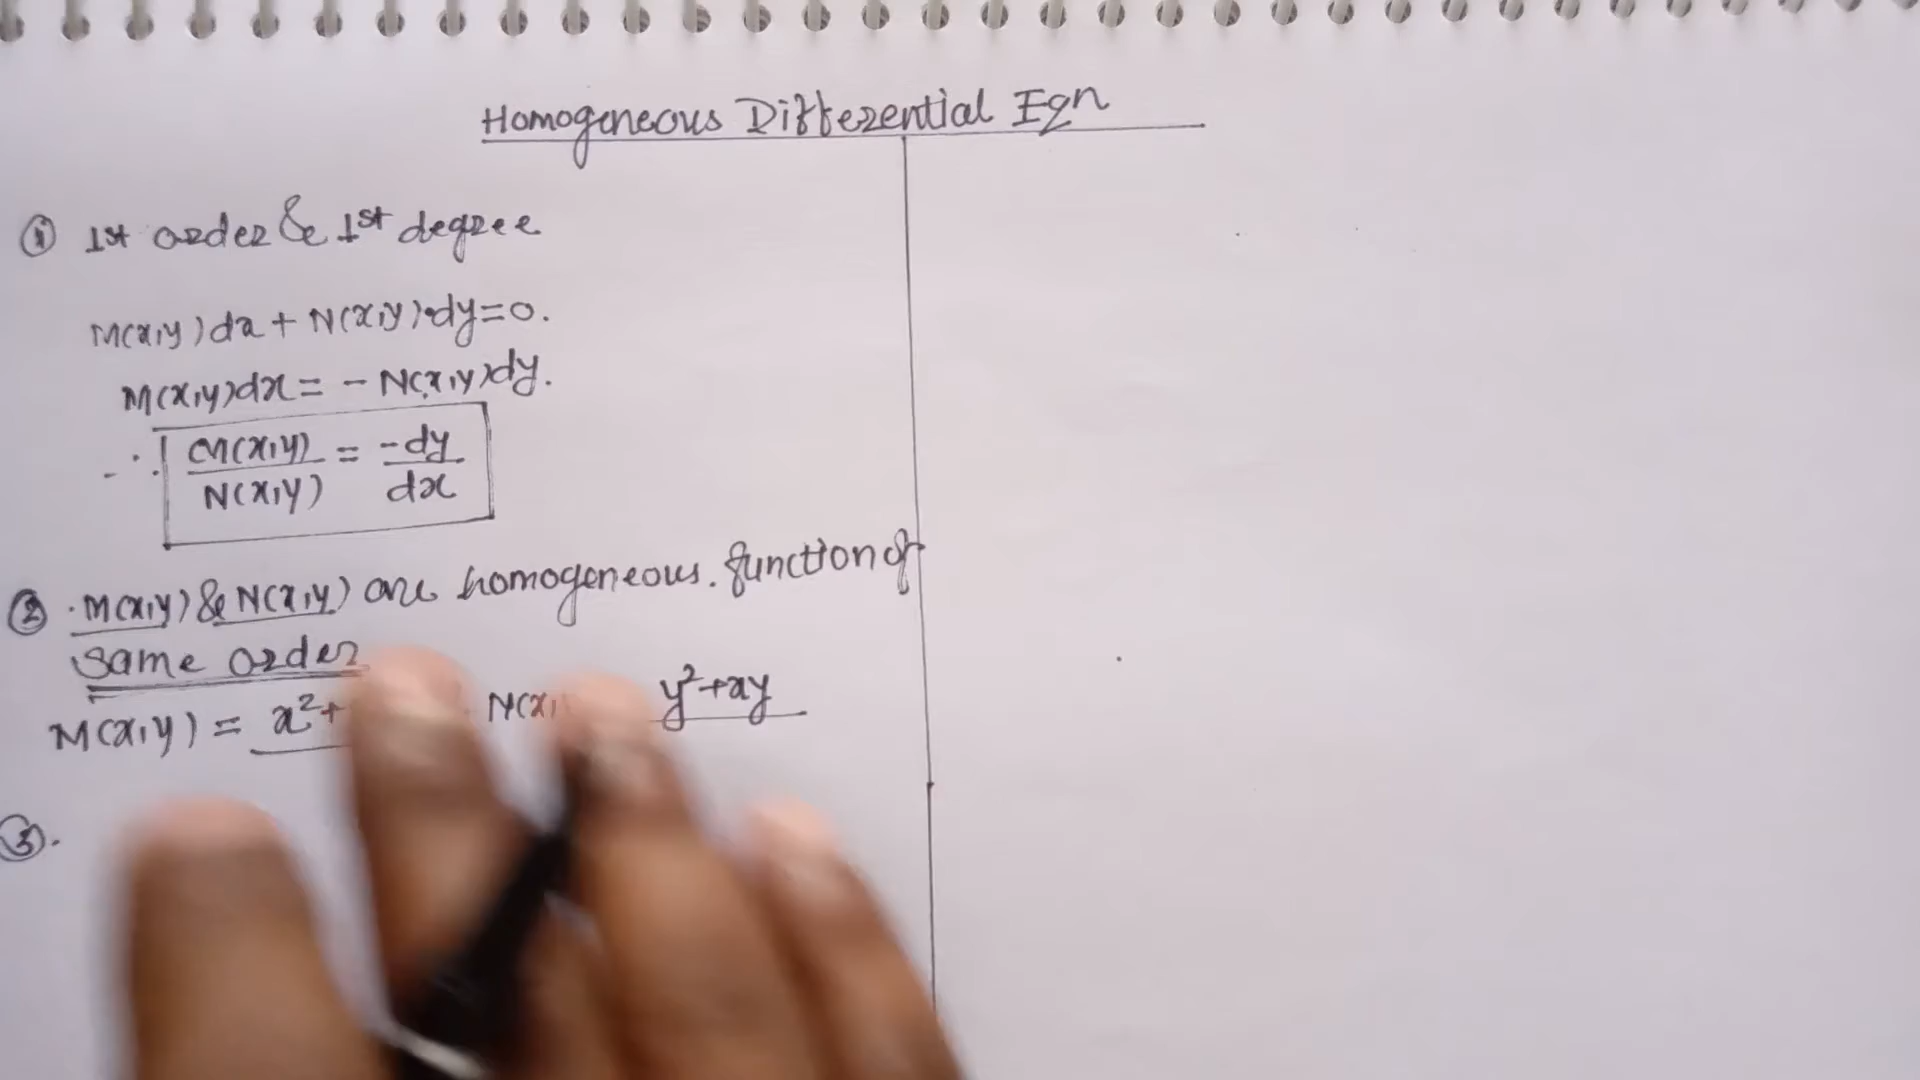 Homogeneous Differential Eqn
① 1st order & 1st degree
M(x,y)dx + N(x,y)·dy=0.
M(x,y)dx = - N(x,y)dy.
∴ M(x,y)/N(x,y) = -dy/dx
② ·M(x,y) & N(x,y) are homogeneous. function of
same order
M(x,y) = x²+ N(x, y²+xy
③.